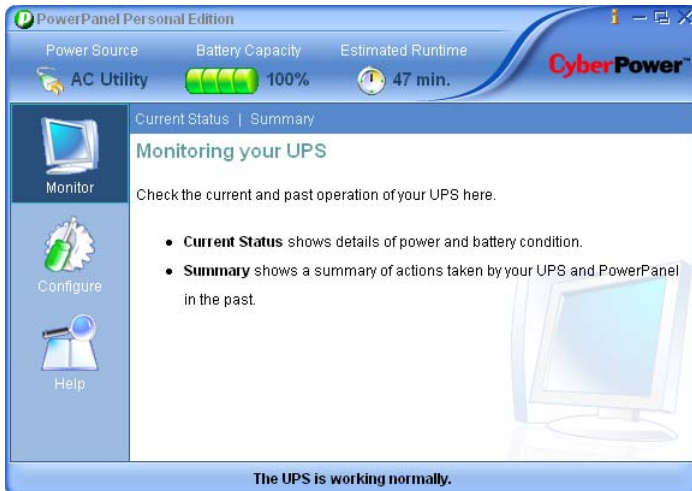 PowerPanel Personal Edition
Power Source Battery Capacity Estimated Runtime
AC Utility 100% 47 min.
CyberPower™
Current Status | Summary
Monitoring your UPS
Monitor
Check the current and past operation of your UPS here.
• Current Status shows details of power and battery condition.
• Summary shows a summary of actions taken by your UPS and PowerPanel
in the past.
Configure
Help
The UPS is working normally.